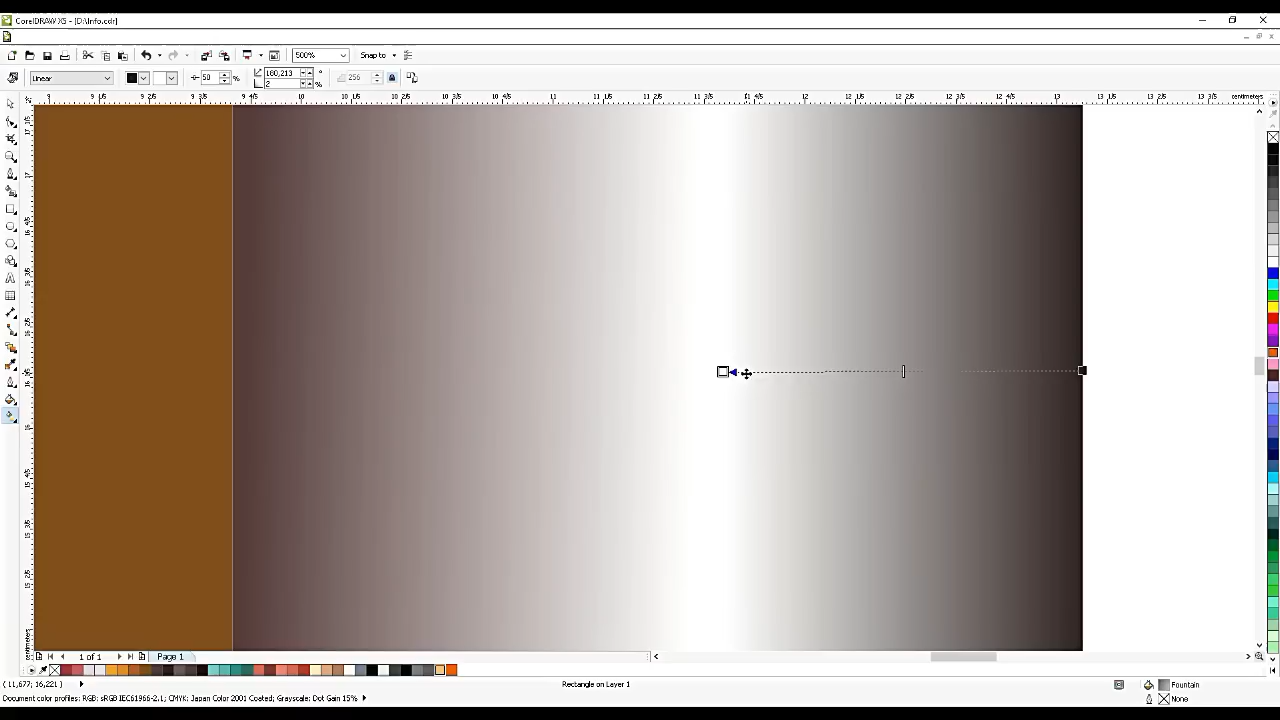 CorelDRAW X5 - [D:\Info.cdr]
500% Snap to
Linear 50 % 180,213 ° 2 % 256
centimeters
centimeters
1 of 1 Page 1
( 11,677; 16,221 ) Rectangle on Layer 1 Fountain
Document color profiles: RGB: sRGB IEC61966-2.1; CMYK: Japan Color 2001 Coated; Grayscale: Dot Gain 15% None